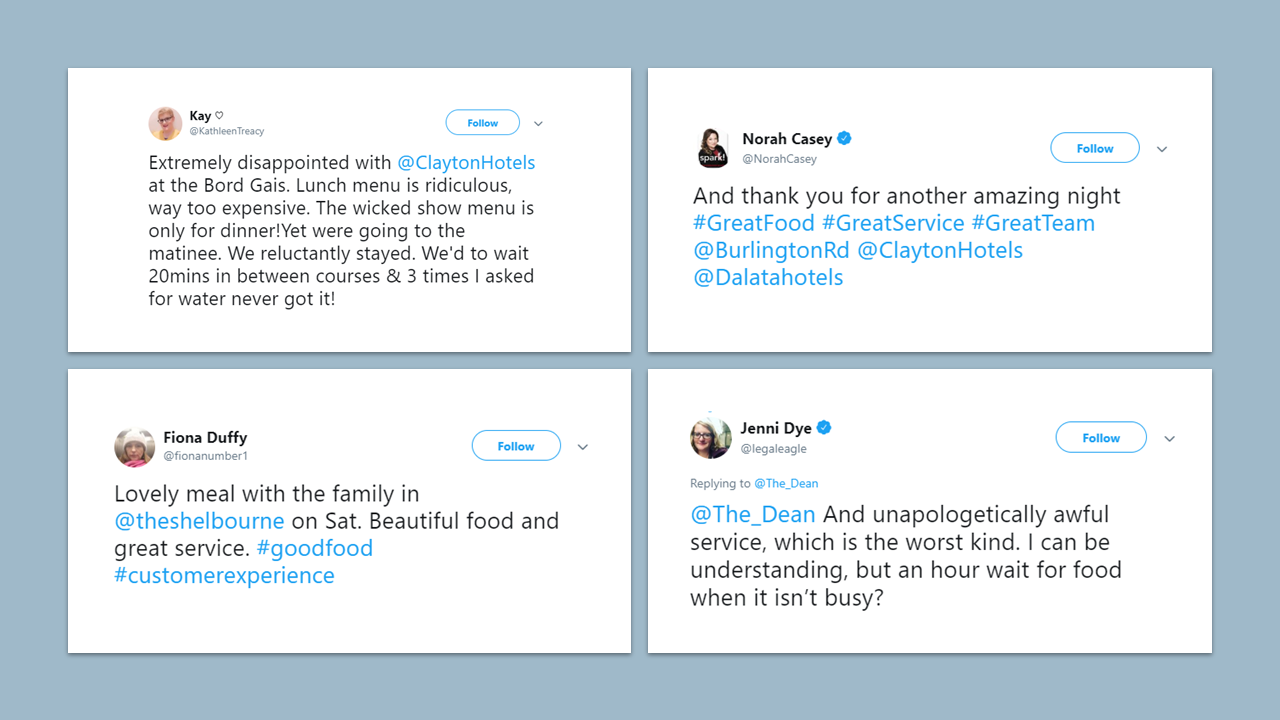 Kay ♡
@KathleenTreacy
Follow
Extremely disappointed with @ClaytonHotels
at the Bord Gais. Lunch menu is ridiculous,
way too expensive. The wicked show menu is
only for dinner!Yet were going to the
matinee. We reluctantly stayed. We'd to wait
20mins in between courses & 3 times I asked
for water never got it!
spark!
Norah Casey
@NorahCasey
Follow
And thank you for another amazing night
#GreatFood #GreatService #GreatTeam
@BurlingtonRd @ClaytonHotels
@Dalatahotels
Fiona Duffy
@fionanumber1
Follow
Lovely meal with the family in
@theshelbourne on Sat. Beautiful food and
great service. #goodfood
#customerexperience
Jenni Dye
@legaleagle
Follow
Replying to @The_Dean
@The_Dean And unapologetically awful
service, which is the worst kind. I can be
understanding, but an hour wait for food
when it isn’t busy?